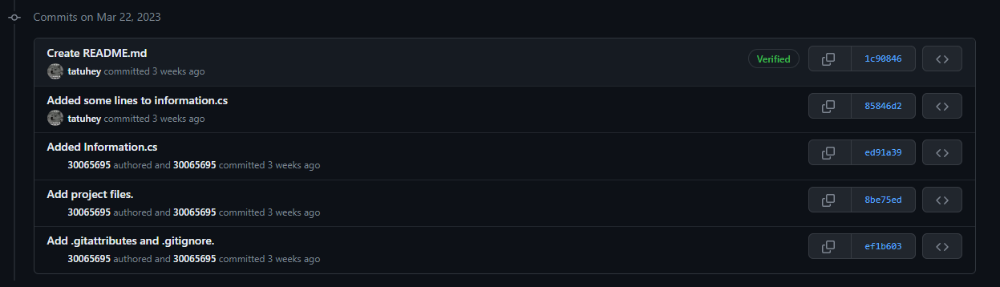 Commits on Mar 22, 2023
Create README.md
tatuhey committed 3 weeks ago
Verified
1c90846
Added some lines to information.cs
tatuhey committed 3 weeks ago
85846d2
Added Information.cs
30065695 authored and 30065695 committed 3 weeks ago
ed91a39
Add project files.
30065695 authored and 30065695 committed 3 weeks ago
8be75ed
Add .gitattributes and .gitignore.
30065695 authored and 30065695 committed 3 weeks ago
ef1b603